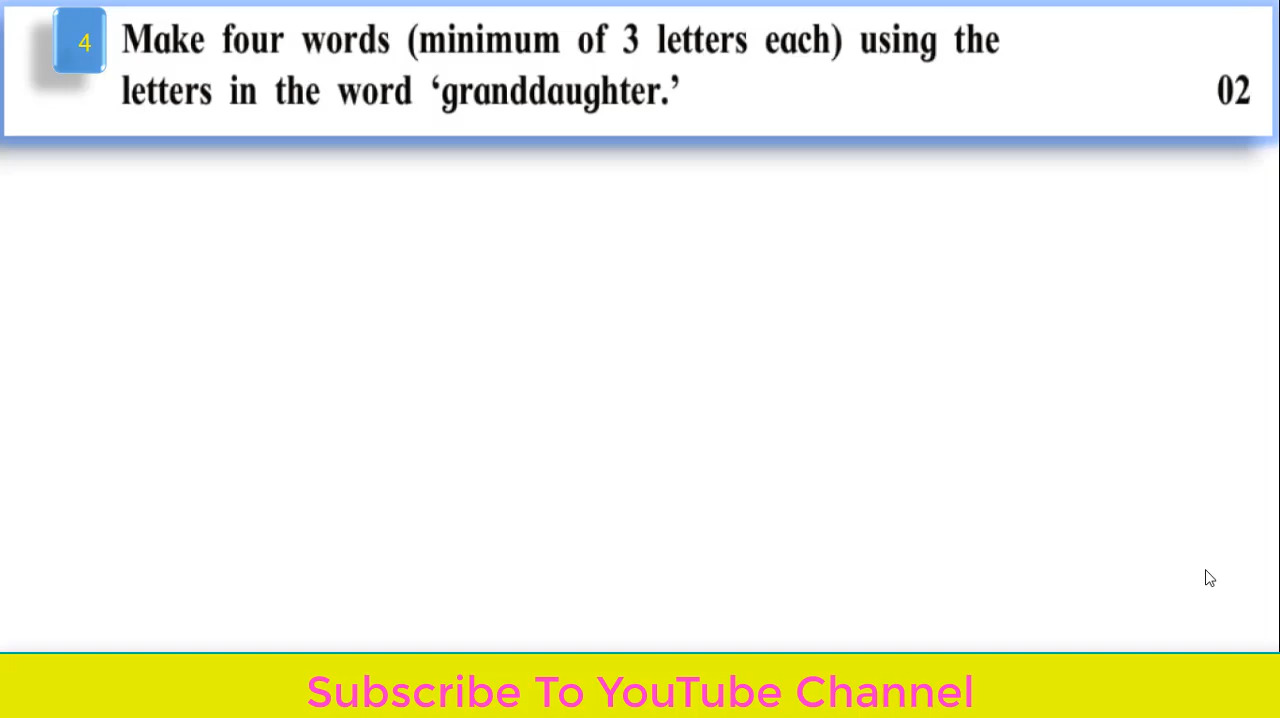 4 Make four words (minimum of 3 letters each) using the
letters in the word ‘granddaughter.’ 02
Subscribe To YouTube Channel